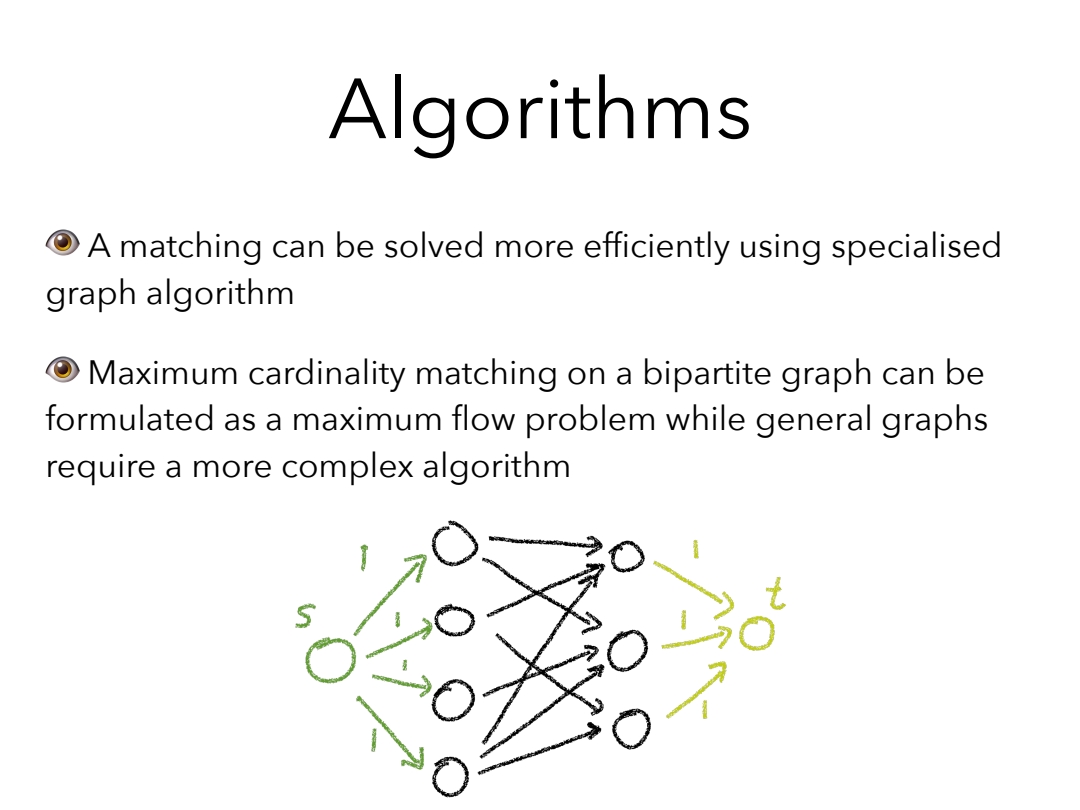 Algorithms
👁 A matching can be solved more efficiently using specialised
graph algorithm
👁 Maximum cardinality matching on a bipartite graph can be
formulated as a maximum flow problem while general graphs
require a more complex algorithm
1
1
t
s
1
1
1
1
1